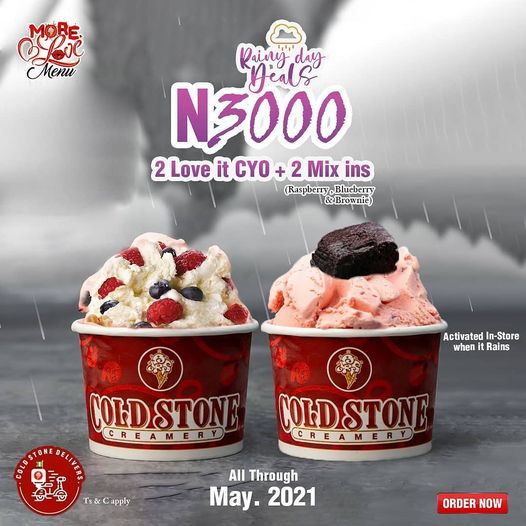 MORE
Love
Menu
Rainy day
Deals
N3000
2 Love it CYO + 2 Mix ins
(Raspberry, Blueberry
& Brownie)
Activated In-Store
when it Rains
COLD STONE
CREAMERY
COLD STONE
CREAMERY
COLD STONE DELIVERS
Ts & C apply
All Through
May. 2021
ORDER NOW